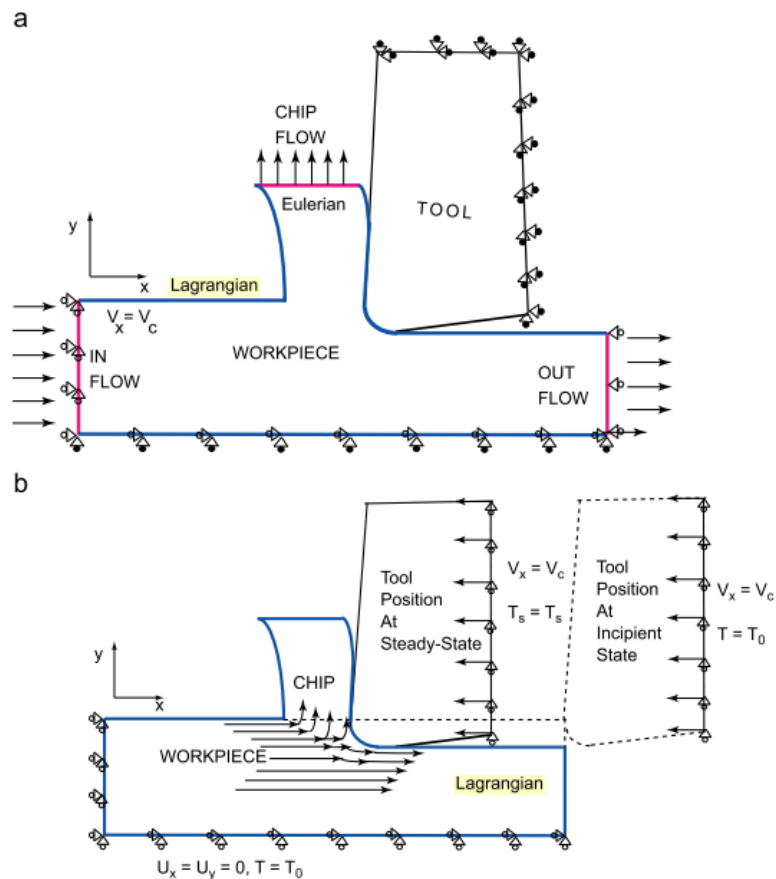 a
CHIP
FLOW
Eulerian
TOOL
y
x
Lagrangian
Vx = Vc
IN
FLOW
WORKPIECE
OUT
FLOW
b
Tool
Position
At
Steady-State
Vx = Vc
Ts = Ts
Tool
Position
At
Incipient
State
Vx = Vc
T = T0
y
x
CHIP
WORKPIECE
Lagrangian
Ux = Uy = 0, T = T0